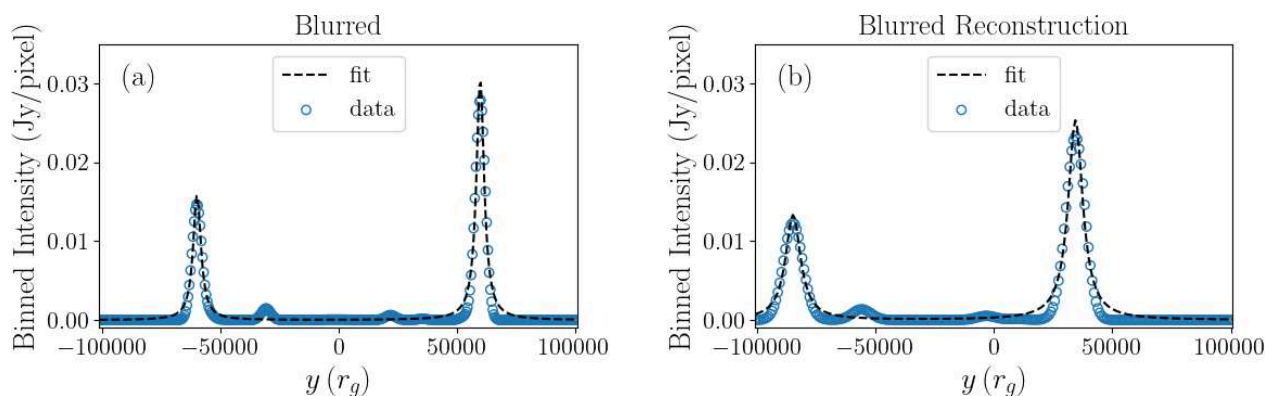 Blurred
(a)
fit
data
Binned Intensity (Jy/pixel)
0.03
0.02
0.01
0.00
−100000 −50000 0 50000 100000
y (r_g)
Blurred Reconstruction
(b)
fit
data
Binned Intensity (Jy/pixel)
0.03
0.02
0.01
0.00
−100000 −50000 0 50000 100000
y (r_g)